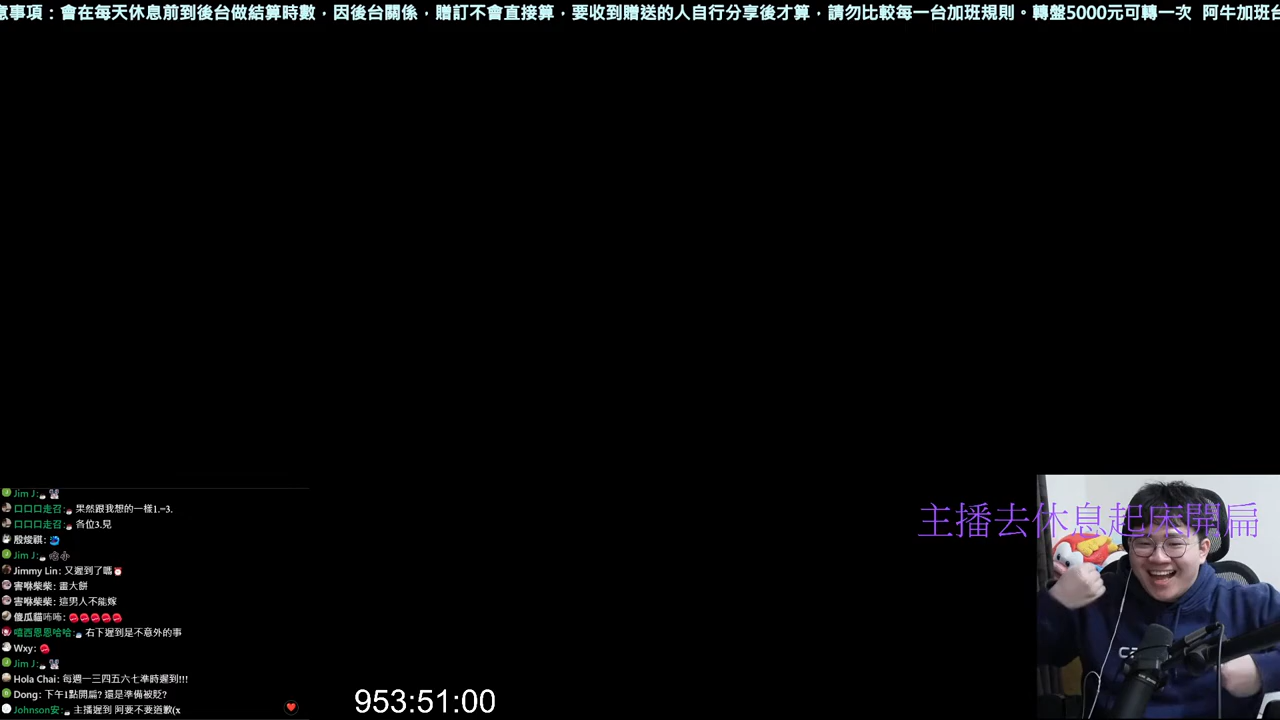 意事項：會在每天休息前到後台做結算時數，因後台關係，贈訂不會直接算，要收到贈送的人自行分享後才算，請勿比較每一台加班規則。轉盤5000元可轉一次 阿牛加班台
主播去休息起床開扁
Jim J:
口口口走召: 果然跟我想的一樣1.=3.
口口口走召: 各位3.見
殷焌祺:
Jim J:
Jimmy Lin: 又遲到了嗎
害咻柴柴: 畫大餅
害咻柴柴: 這男人不能嫁
傻瓜貓咘咘:
嘻西恩恩哈哈: 右下遲到是不意外的事
Wxy:
Jim J:
Hola Chai: 每週一三四五六七準時遲到!!!
Dong: 下午1點開扁? 還是準備被貶?
Johnson安: 主播遲到 阿要不要道歉(x
953:51:00